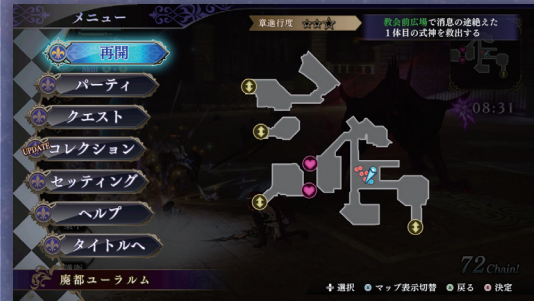 メニュー
章進行度
教会前広場で消息の途絶えた
1体目の式神を救出する
再開
パーティ
クエスト
UPDATE
コレクション
セッティング
ヘルプ
タイトルへ
08:31
72 Chain!
廃都ユーラルム
選択 マップ表示切替 戻る 決定